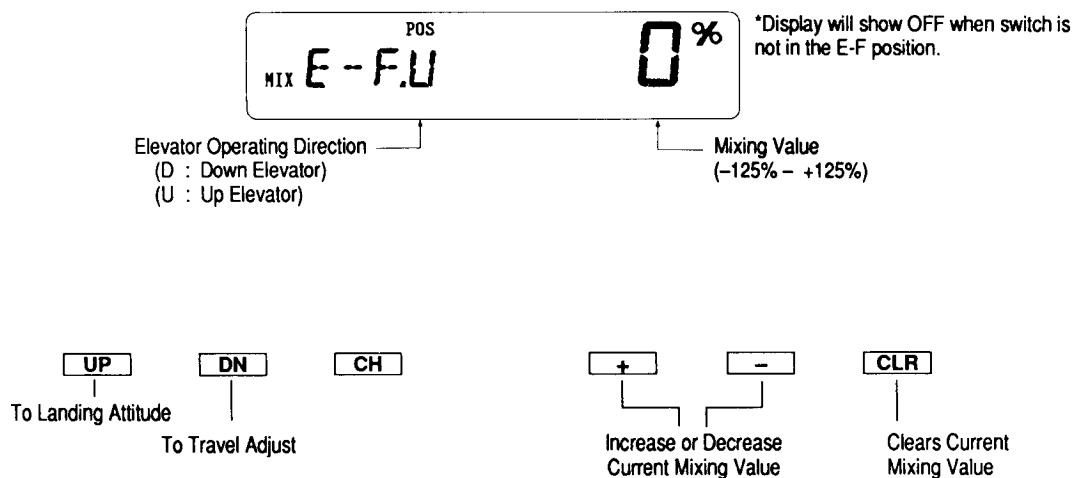 POS
MIX E-F.U 0%
*Display will show OFF when switch is
not in the E-F position.
Elevator Operating Direction
(D : Down Elevator)
(U : Up Elevator)
Mixing Value
(–125% – +125%)
UP DN CH + – CLR
To Landing Attitude
To Travel Adjust
Increase or Decrease
Current Mixing Value
Clears Current
Mixing Value